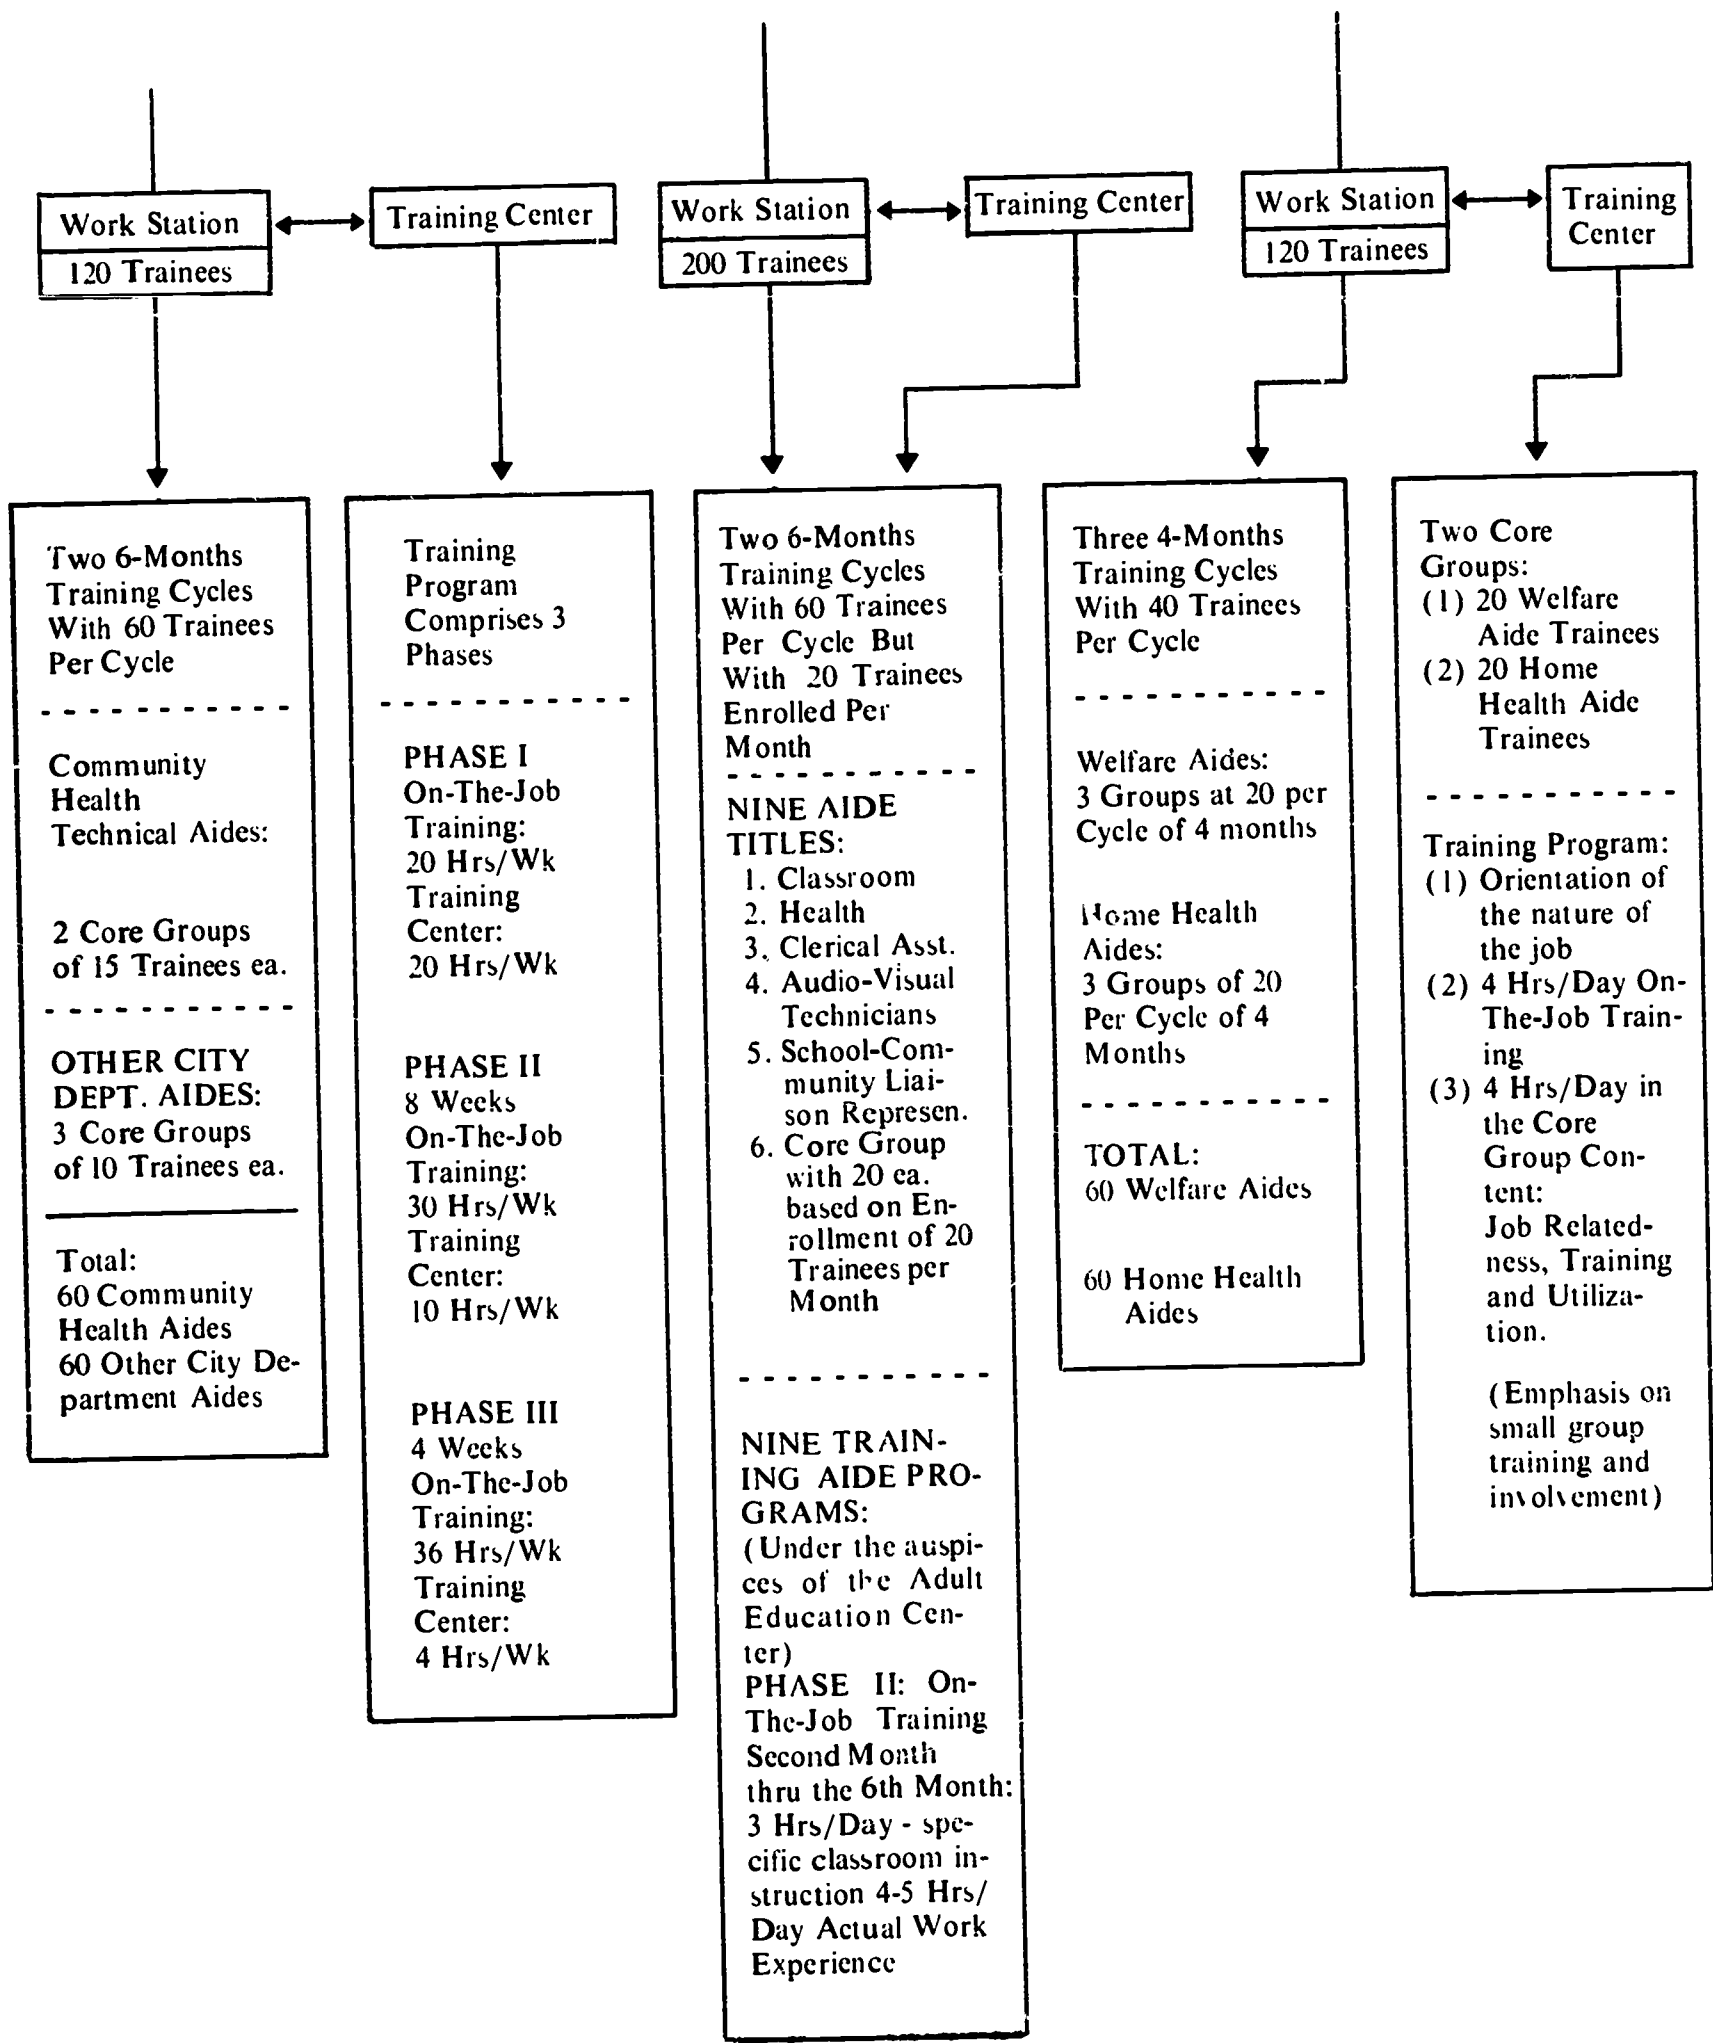 Work Station
120 Trainees
Training Center
Work Station
200 Trainees
Training Center
Work Station
120 Trainees
Training
Center
Two 6-Months
Training Cycles
With 60 Trainees
Per Cycle
Community
Health
Technical Aides:
2 Core Groups
of 15 Trainees ea.
OTHER CITY
DEPT. AIDES:
3 Core Groups
of 10 Trainees ea.
Total:
60 Community
Health Aides
60 Other City De-
partment Aides
Training
Program
Comprises 3
Phases
PHASE I
On-The-Job
Training:
20 Hrs/Wk
Training
Center:
20 Hrs/Wk
PHASE II
8 Weeks
On-The-Job
Training:
30 Hrs/Wk
Training
Center:
10 Hrs/Wk
PHASE III
4 Weeks
On-The-Job
Training:
36 Hrs/Wk
Training
Center:
4 Hrs/Wk
Two 6-Months
Training Cycles
With 60 Trainees
Per Cycle But
With 20 Trainees
Enrolled Per
Month
NINE AIDE
TITLES:
1. Classroom
2. Health
3. Clerical Asst.
4. Audio-Visual
Technicians
5. School-Com-
munity Liai-
son Represen.
6. Core Group
with 20 ea.
based on En-
rollment of 20
Trainees per
Month
NINE TRAIN-
ING AIDE PRO-
GRAMS:
(Under the auspi-
ces of the Adult
Education Cen-
ter)
PHASE II: On-
The-Job Training
Second Month
thru the 6th Month:
3 Hrs/Day - spe-
cific classroom in-
struction 4-5 Hrs/
Day Actual Work
Experience
Three 4-Months
Training Cycles
With 40 Trainees
Per Cycle
Welfare Aides:
3 Groups at 20 per
Cycle of 4 months
Home Health
Aides:
3 Groups of 20
Per Cycle of 4
Months
TOTAL:
60 Welfare Aides
60 Home Health
Aides
Two Core
Groups:
(1) 20 Welfare
Aide Trainees
(2) 20 Home
Health Aide
Trainees
Training Program:
(1) Orientation of
the nature of
the job
(2) 4 Hrs/Day On-
The-Job Train-
ing
(3) 4 Hrs/Day in
the Core
Group Con-
tent:
Job Related-
ness, Training
and Utiliza-
tion.
(Emphasis on
small group
training and
involvement)